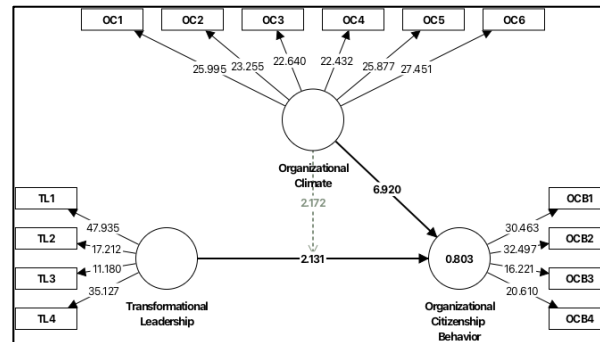 OC1 OC2 OC3 OC4 OC5 OC6
25.995 23.255 22.640 22.432 25.877 27.451
Organizational
Climate
2.172
6.920
TL1
TL2
TL3
TL4
47.935
17.212
11.180
35.127
Transformational
Leadership
2.131
0.803
Organizational
Citizenship
Behavior
30.463
32.497
16.221
20.610
OCB1
OCB2
OCB3
OCB4